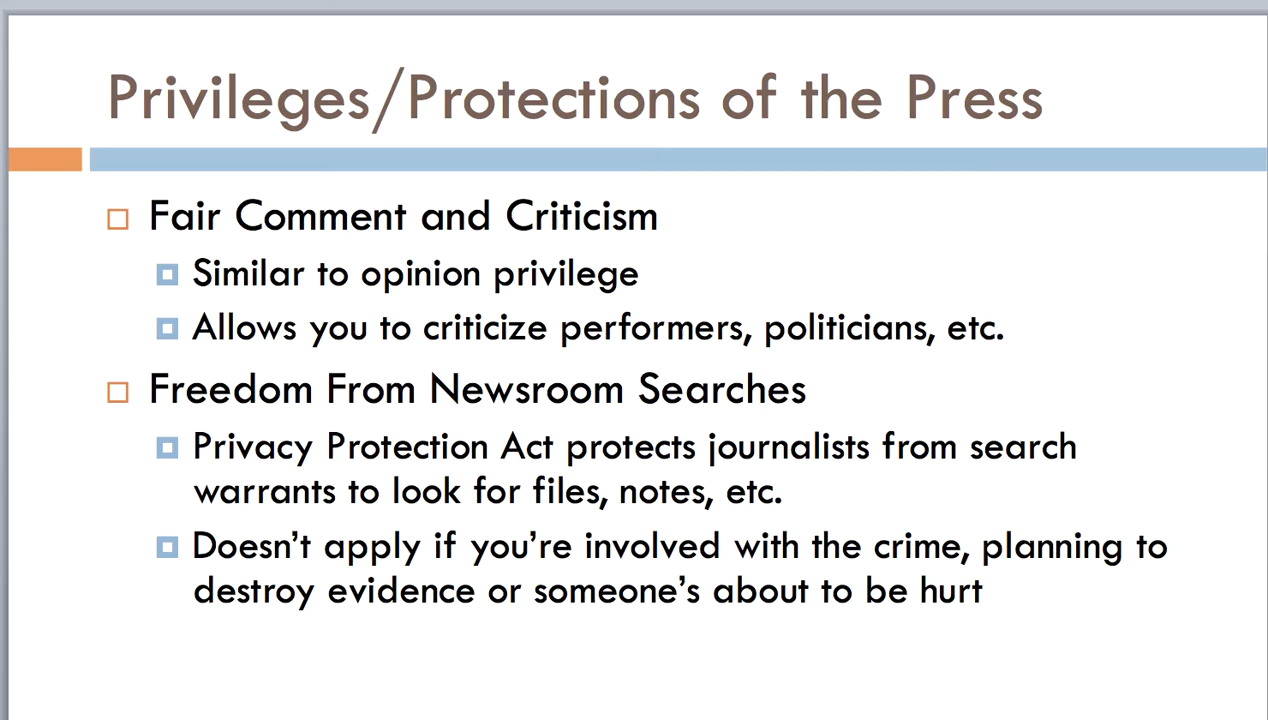 Privileges/Protections of the Press
Fair Comment and Criticism
Similar to opinion privilege
Allows you to criticize performers, politicians, etc.
Freedom From Newsroom Searches
Privacy Protection Act protects journalists from search
warrants to look for files, notes, etc.
Doesn’t apply if you’re involved with the crime, planning to
destroy evidence or someone’s about to be hurt